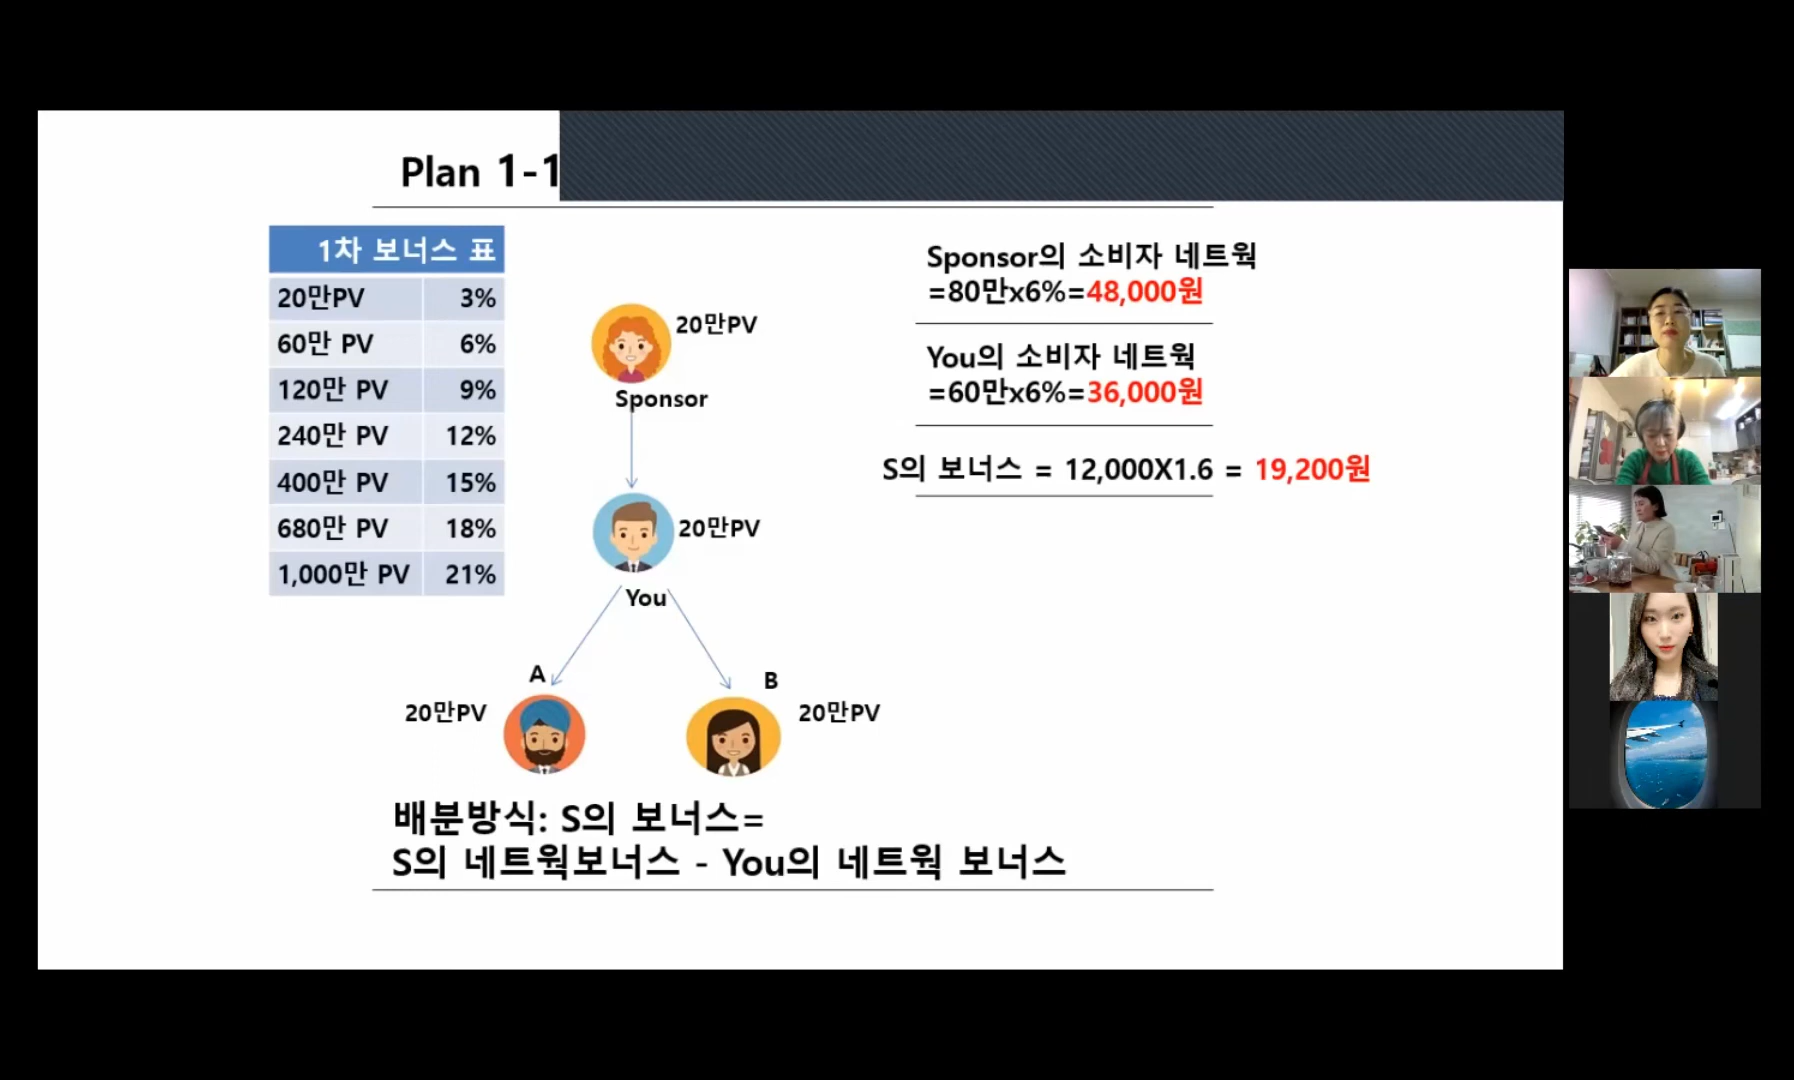 Plan 1-1
1차 보너스 표
20만PV 3%
60만 PV 6%
120만 PV 9%
240만 PV 12%
400만 PV 15%
680만 PV 18%
1,000만 PV 21%
20만PV
Sponsor
20만PV
You
A
B
20만PV
20만PV
Sponsor의 소비자 네트웍
=80만x6%=48,000원
You의 소비자 네트웍
=60만x6%=36,000원
S의 보너스 = 12,000X1.6 = 19,200원
배분방식: S의 보너스=
S의 네트웍보너스 - You의 네트웍 보너스